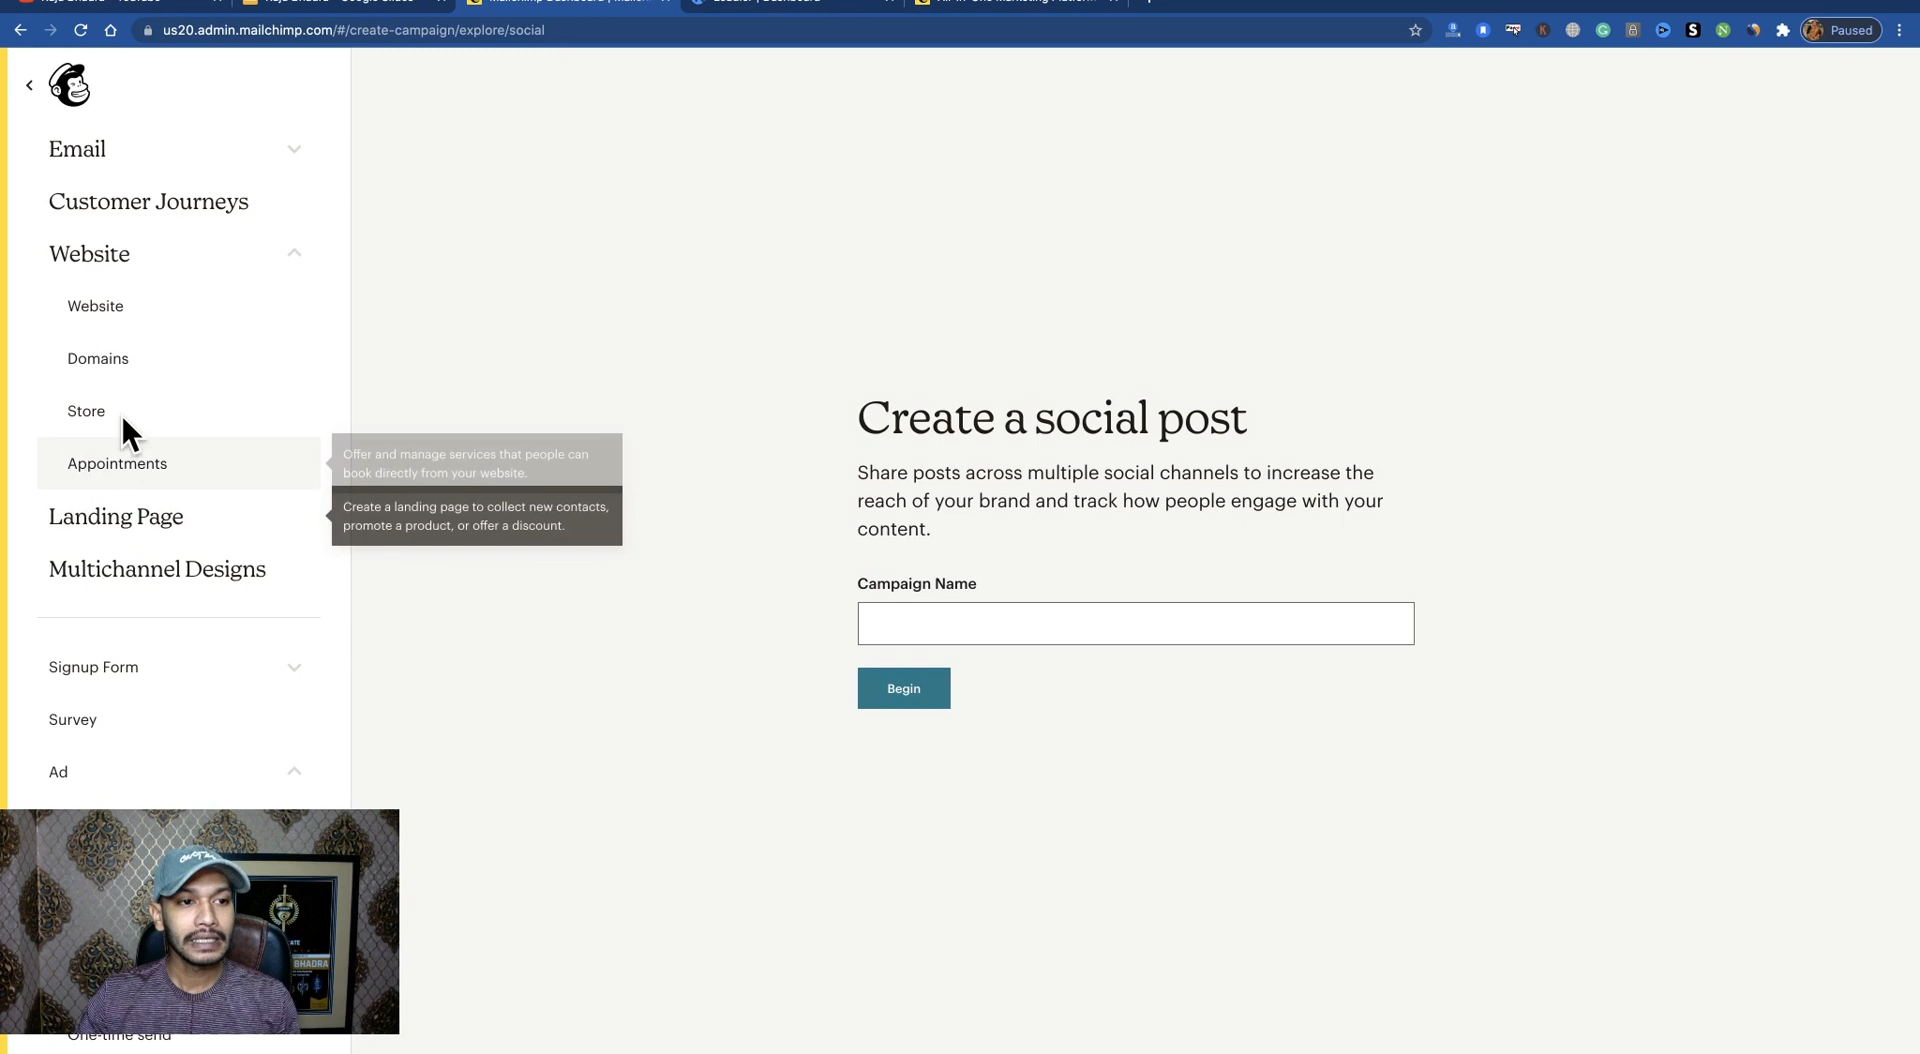 us20.admin.mailchimp.com/#/create-campaign/explore/social
Paused
Email
Customer Journeys
Website
Website
Domains
Store
Appointments
Offer and manage services that people can
book directly from your website.
Landing Page
Create a landing page to collect new contacts,
promote a product, or offer a discount.
Multichannel Designs
Signup Form
Survey
Ad
Create a social post
Share posts across multiple social channels to increase the
reach of your brand and track how people engage with your
content.
Campaign Name
Begin
BHADRA
One-time send